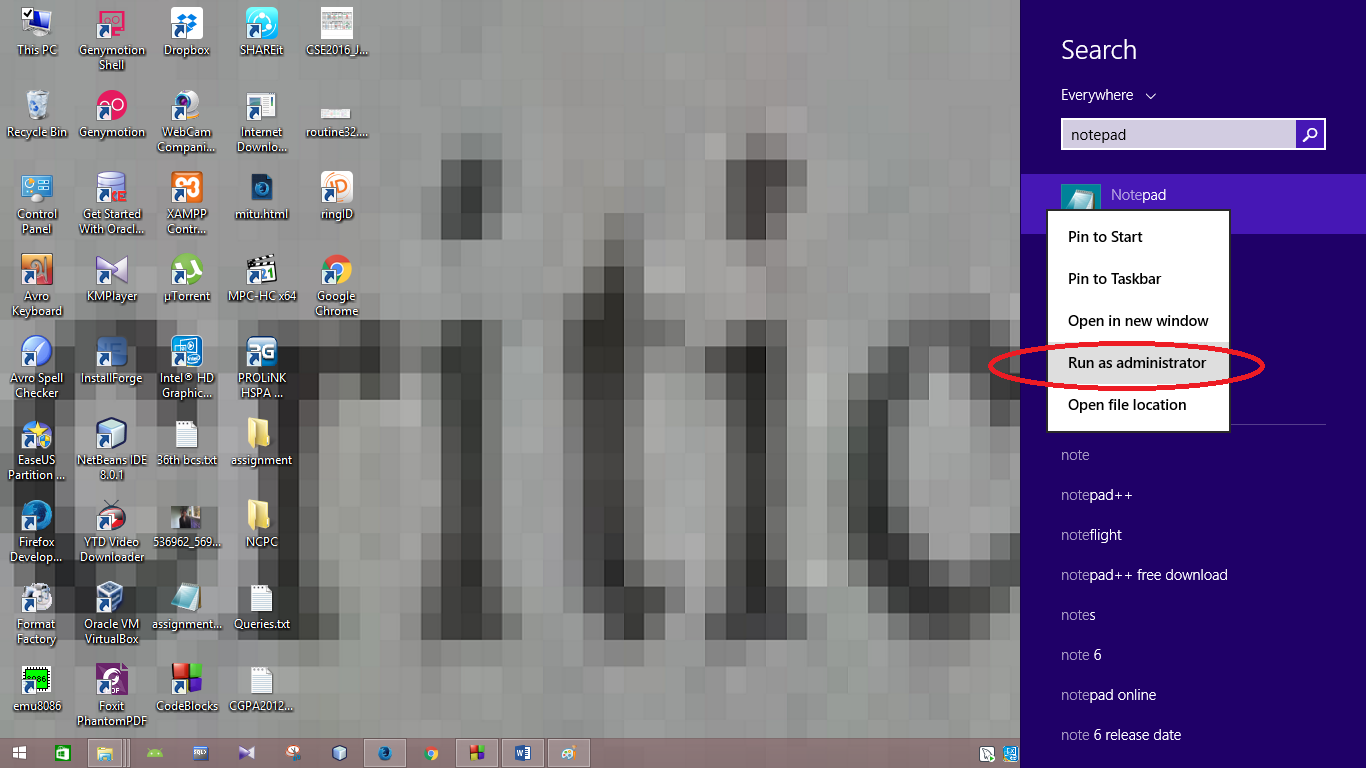 This PC
Genymotion
Shell
Dropbox
SHAREit
CSE2016_J...
Recycle Bin
Genymotion
WebCam
Compani...
Internet
Downlo...
routine32....
Control
Panel
Get Started
With Oracl...
XAMPP
Contr...
mitu.html
ringID
Avro
Keyboard
KMPlayer
µTorrent
MPC-HC x64
Google
Chrome
Avro Spell
Checker
InstallForge
Intel® HD
Graphic...
PROLiNK
HSPA ...
EaseUS
Partition ...
NetBeans IDE
8.0.1
36th bcs.txt
assignment
Firefox
Develop...
YTD Video
Downloader
536962_569...
NCPC
Format
Factory
Oracle VM
VirtualBox
assignment...
Queries.txt
emu8086
Foxit
PhantomPDF
CodeBlocks
CGPA2012...
Search
Everywhere
notepad
Notepad
Pin to Start
Pin to Taskbar
Open in new window
Run as administrator
Open file location
note
notepad++
noteflight
notepad++ free download
notes
note 6
notepad online
note 6 release date